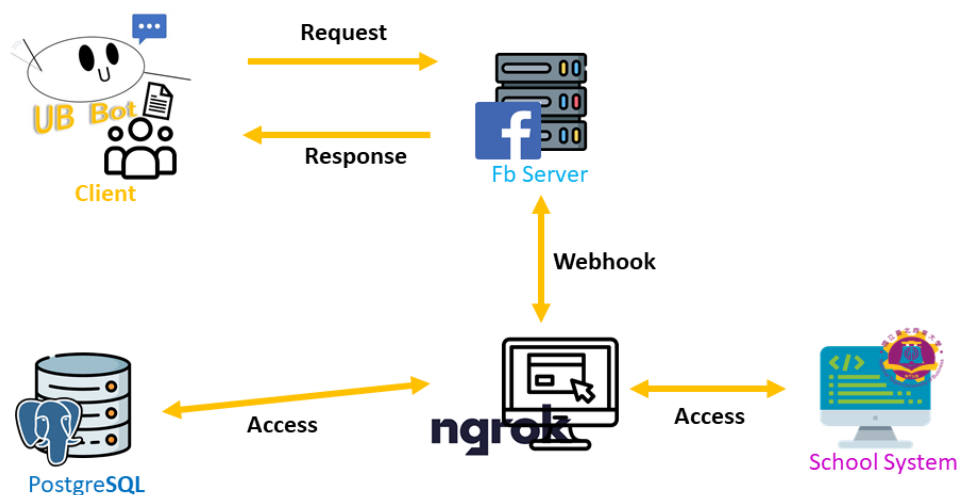 Request
UB Bot
Response
Client
Fb Server
Webhook
ngrok
Access
Access
</>
School System
PostgreSQL